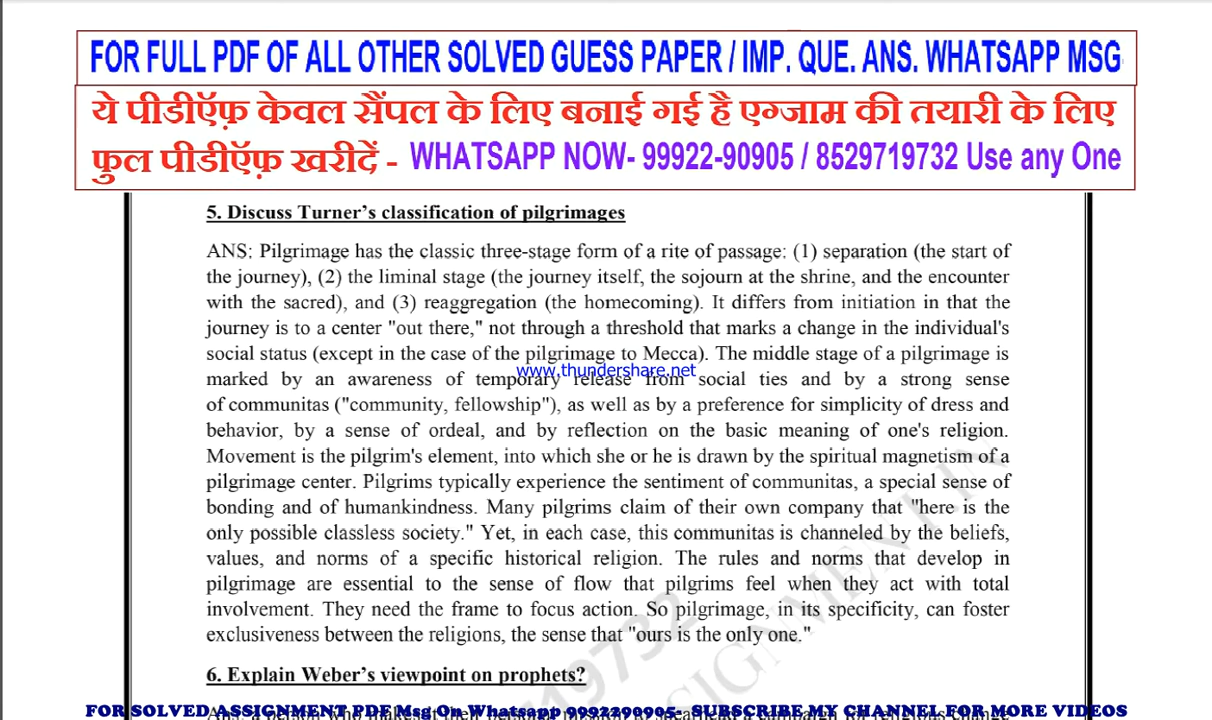 FOR FULL PDF OF ALL OTHER SOLVED GUESS PAPER / IMP. QUE. ANS. WHATSAPP MSG
ये पीडीऍफ़ केवल सैंपल के लिए बनाई गई है एग्जाम की तयारी के लिए
फुल पीडीऍफ़ खरीदें - WHATSAPP NOW- 99922-90905 / 8529719732 Use any One
5. Discuss Turner's classification of pilgrimages
ANS: Pilgrimage has the classic three-stage form of a rite of passage: (1) separation (the start of
the journey), (2) the liminal stage (the journey itself, the sojourn at the shrine, and the encounter
with the sacred), and (3) reaggregation (the homecoming). It differs from initiation in that the
journey is to a center "out there," not through a threshold that marks a change in the individual's
social status (except in the case of the pilgrimage to Mecca). The middle stage of a pilgrimage is
www.thundershare.net
marked by an awareness of temporary release from social ties and by a strong sense
of communitas ("community, fellowship"), as well as by a preference for simplicity of dress and
behavior, by a sense of ordeal, and by reflection on the basic meaning of one's religion.
Movement is the pilgrim's element, into which she or he is drawn by the spiritual magnetism of a
pilgrimage center. Pilgrims typically experience the sentiment of communitas, a special sense of
bonding and of humankindness. Many pilgrims claim of their own company that "here is the
only possible classless society." Yet, in each case, this communitas is channeled by the beliefs,
values, and norms of a specific historical religion. The rules and norms that develop in
pilgrimage are essential to the sense of flow that pilgrims feel when they act with total
involvement. They need the frame to focus action. So pilgrimage, in its specificity, can foster
exclusiveness between the religions, the sense that "ours is the only one."
6. Explain Weber's viewpoint on prophets?
FOR SOLVED ASSIGNMENT PDF Msg On Whatsapp 9992290905- SUBSCRIBE MY CHANNEL FOR MORE VIDEOS